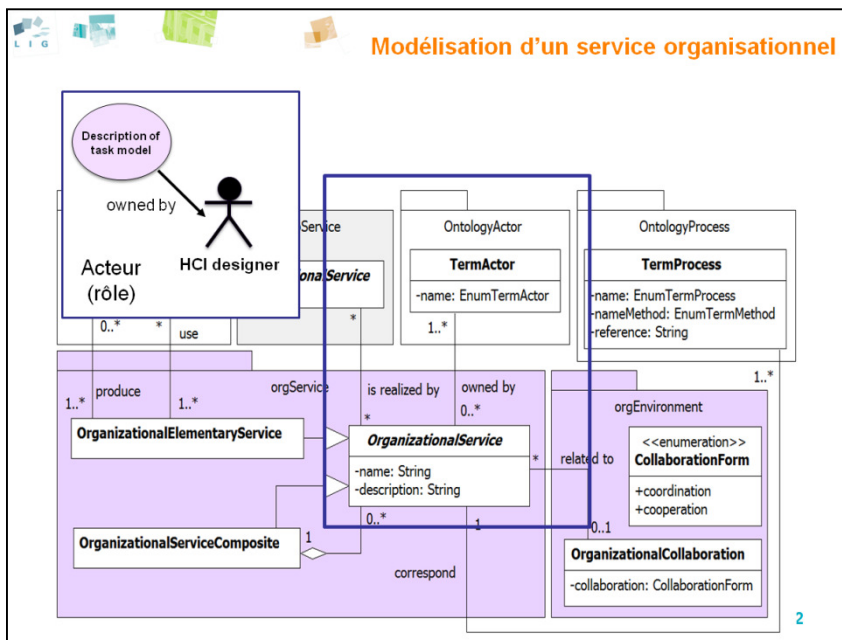 LIG
Modélisation d'un service organisationnel
Description of
task model
owned by
HCI designer
Acteur
(rôle)
Service
onalService
*
OntologyActor
TermActor
-name: EnumTermActor
1..*
OntologyProcess
TermProcess
-name: EnumTermProcess
-nameMethod: EnumTermMethod
-reference: String
1..*
0..*
*
use
produce
1..*
1..*
orgService
is realized by
*
owned by
0..*
OrganizationalElementaryService
OrganizationalService
-name: String
-description: String
*
related to
0..*
1
OrganizationalServiceComposite
1
correspond
orgEnvironment
<<enumeration>>
CollaborationForm
+coordination
+cooperation
0..1
OrganizationalCollaboration
-collaboration: CollaborationForm
2